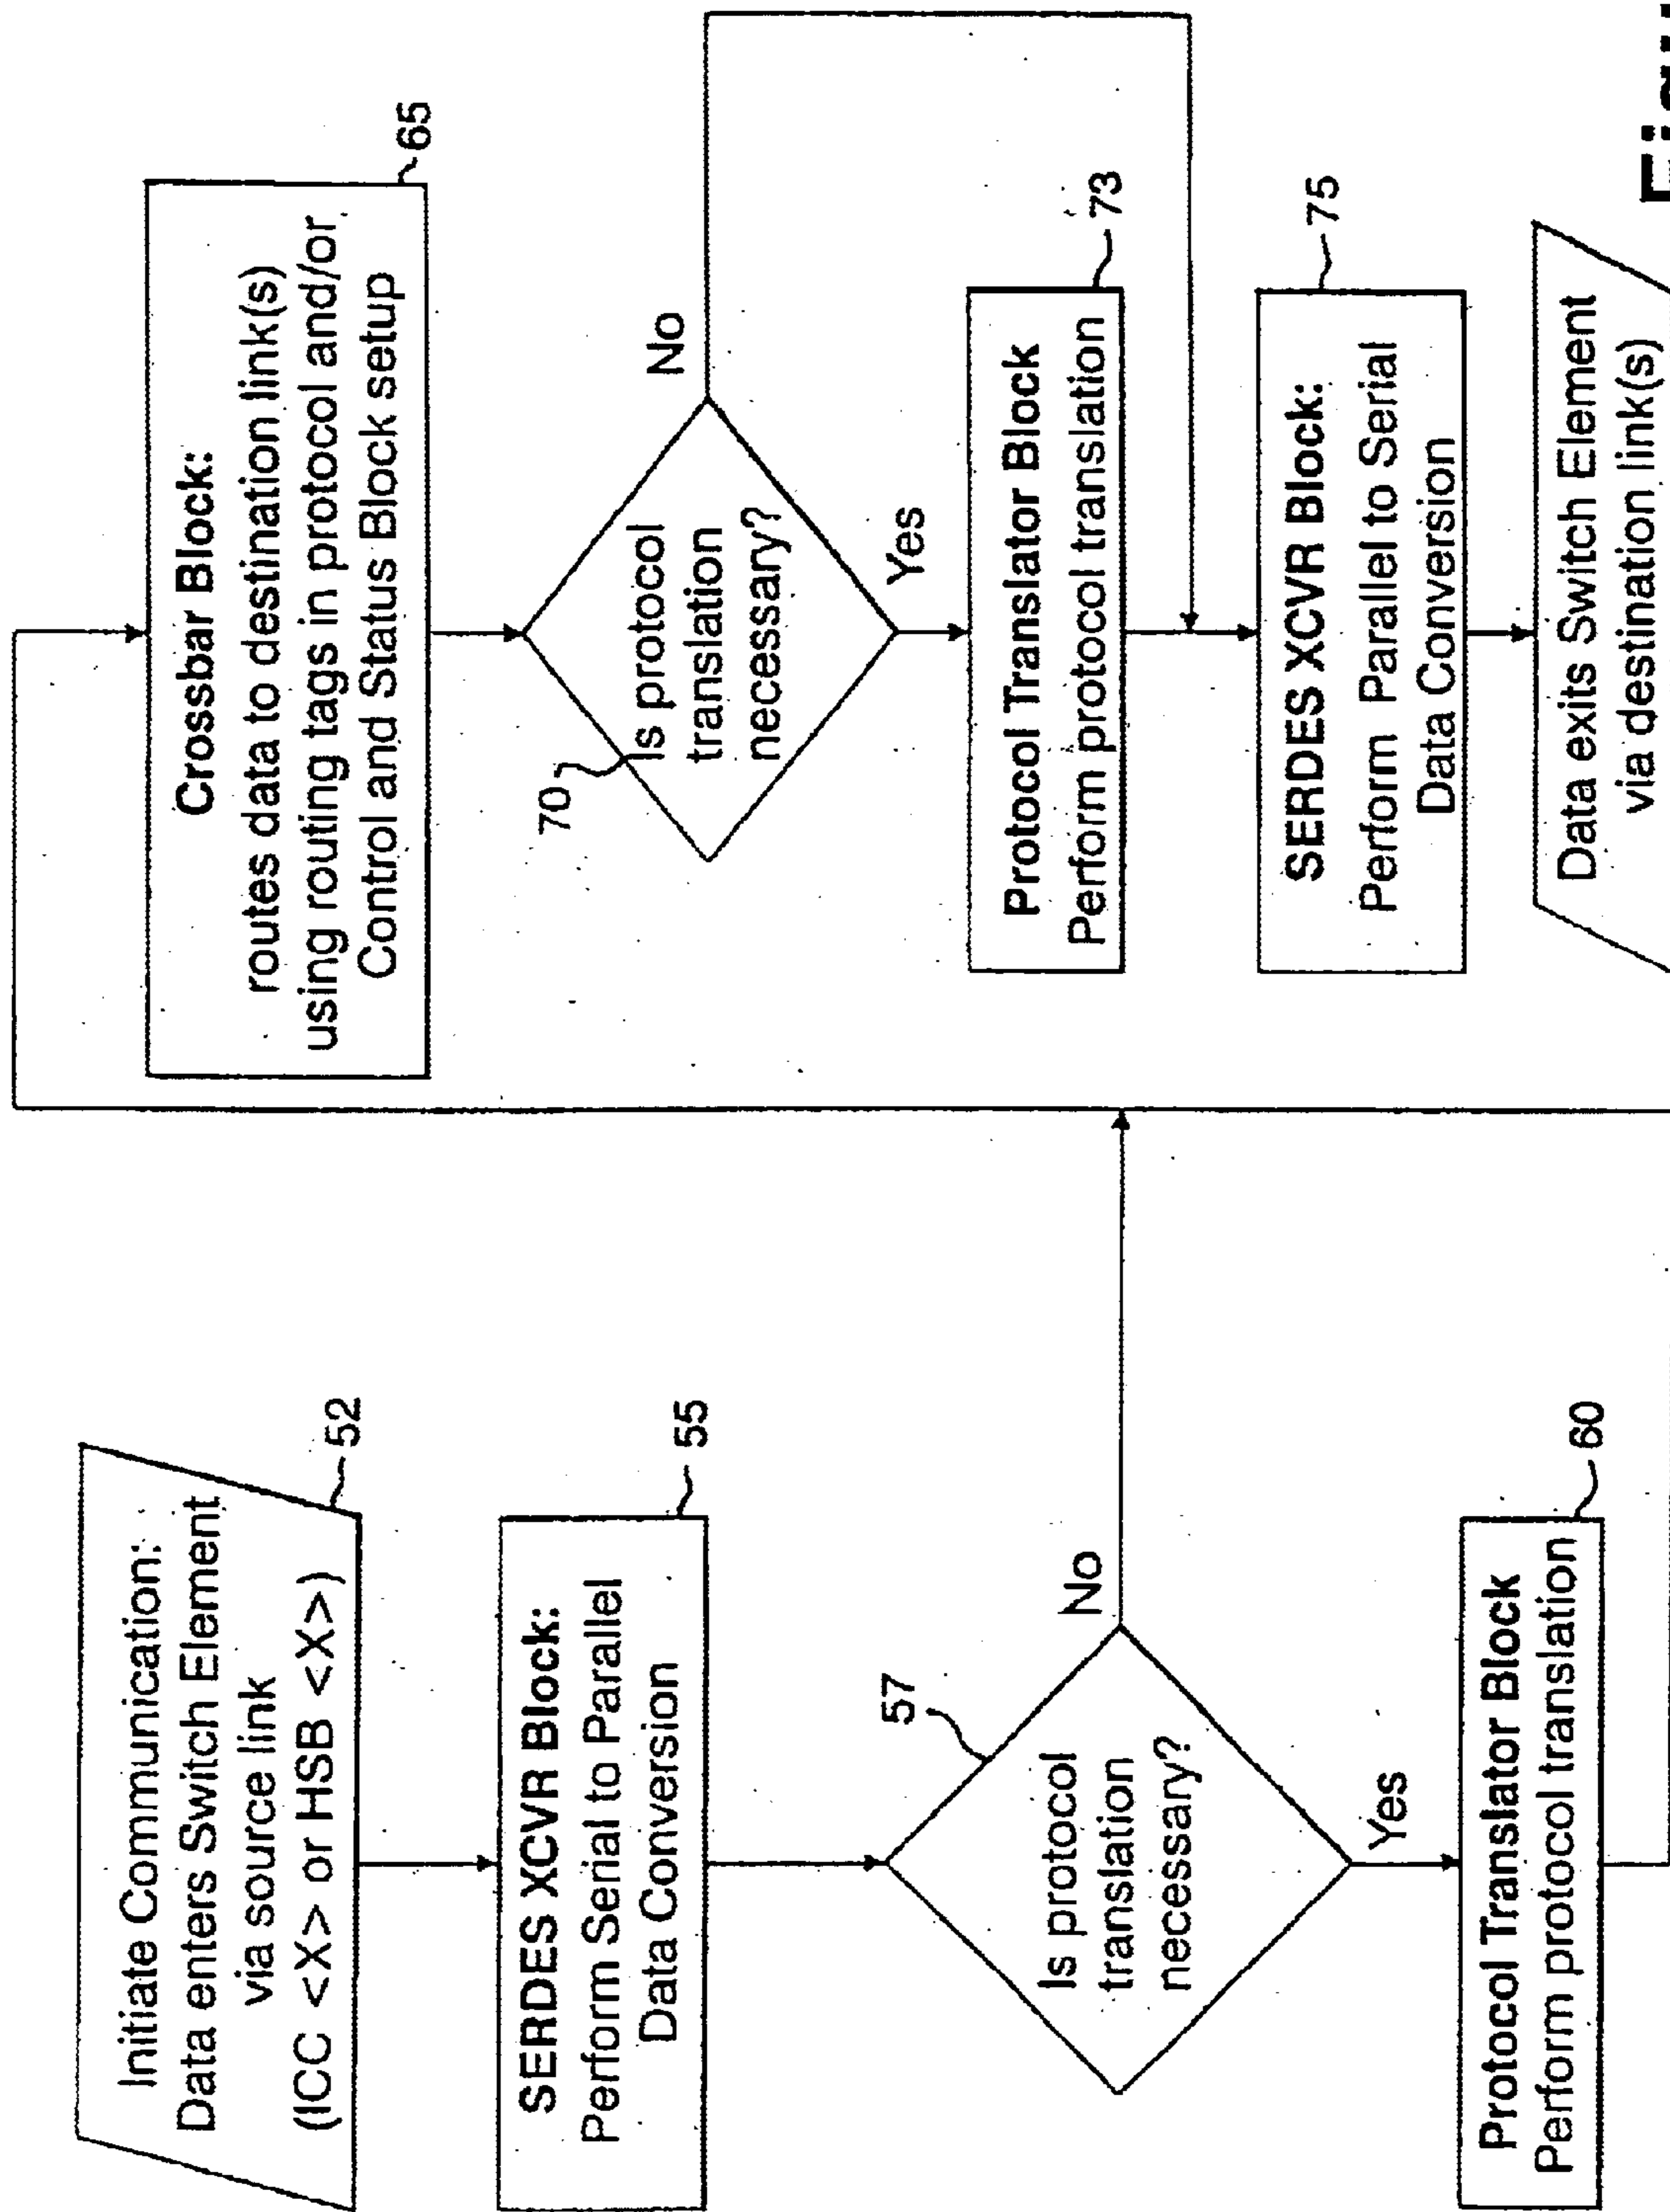 Initiate Communication:
Data enters Switch Element
via source link
(ICC <X> or HSB <X>)
52
SERDES XCVR Block:
Perform Serial to Parallel
Data Conversion
55
57
Is protocol
translation
necessary?
No
Yes
Protocol Translator Block
Perform protocol translation
60
Crossbar Block:
routes data to destination link(s)
using routing tags in protocol and/or
Control and Status Block setup
65
70
Is protocol
translation
necessary?
No
Yes
Protocol Translator Block
Perform protocol translation
73
SERDES XCVR Block:
Perform Parallel to Serial
Data Conversion
75
Data exits Switch Element
via destination link(s)